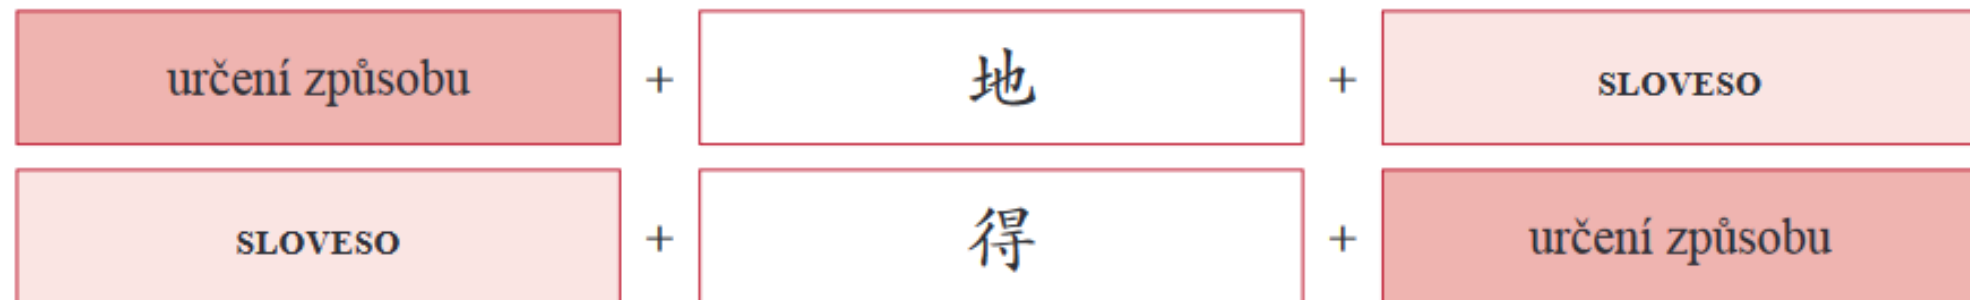 určení způsobu + 地 + SLOVESO
SLOVESO + 得 + určení způsobu